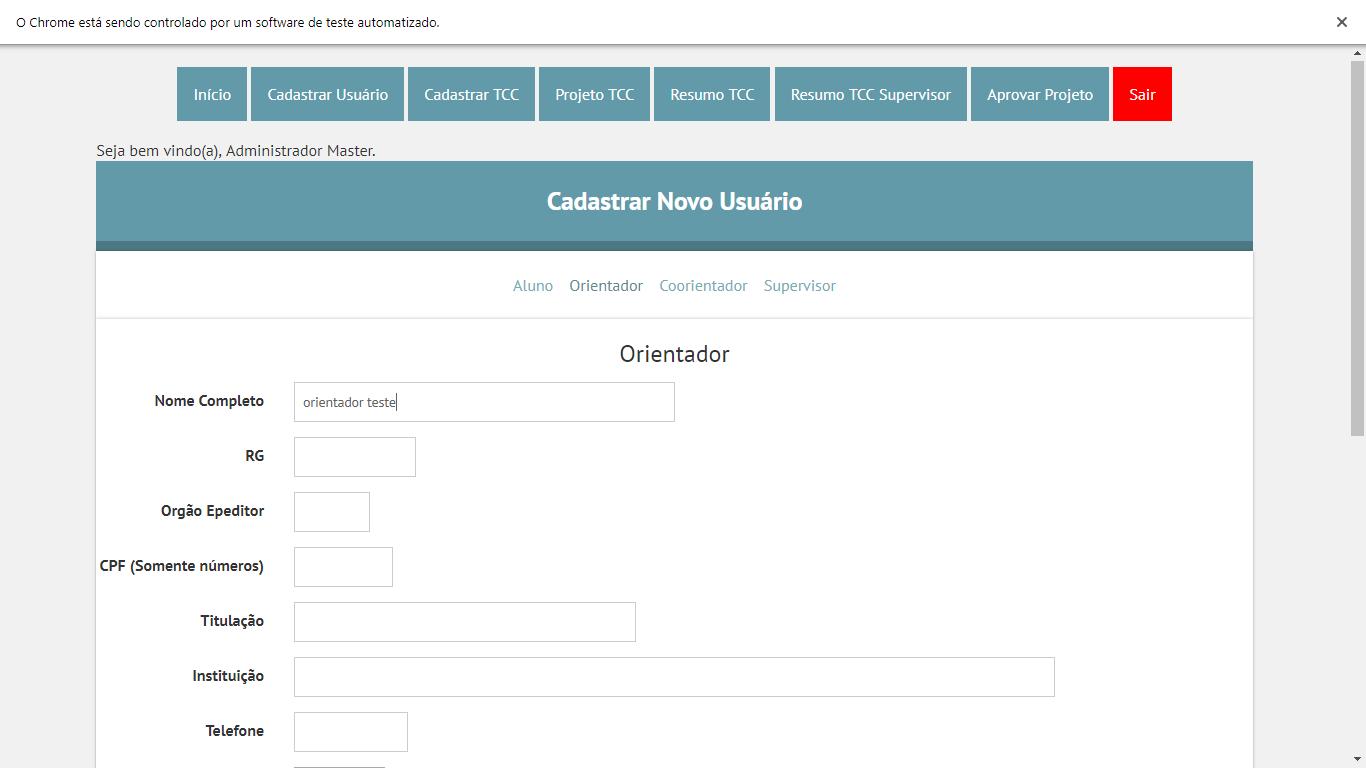 O Chrome está sendo controlado por um software de teste automatizado.
Início Cadastrar Usuário Cadastrar TCC Projeto TCC Resumo TCC Resumo TCC Supervisor Aprovar Projeto Sair
Seja bem vindo(a), Administrador Master.
Cadastrar Novo Usuário
Aluno Orientador Coorientador Supervisor
Orientador
Nome Completo orientador teste
RG
Orgão Epeditor
CPF (Somente números)
Titulação
Instituição
Telefone